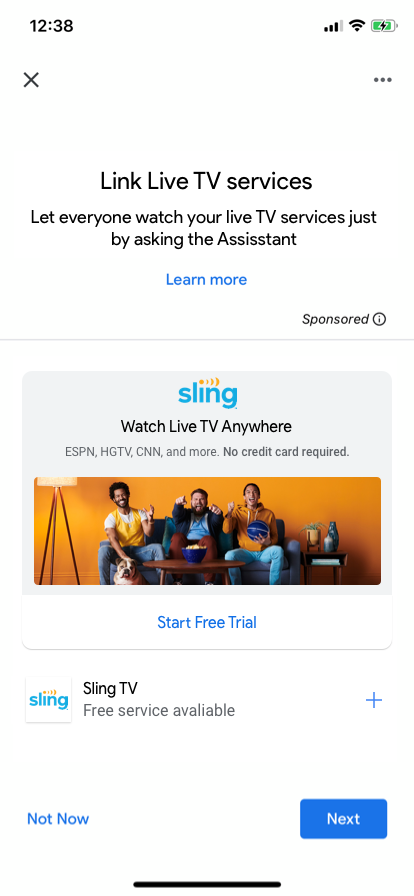 12:38
Link Live TV services
Let everyone watch your live TV services just
by asking the Assisstant
Learn more
Sponsored
sling
Watch Live TV Anywhere
ESPN, HGTV, CNN, and more. No credit card required.
Start Free Trial
sling
Sling TV
Free service avaliable
Not Now
Next